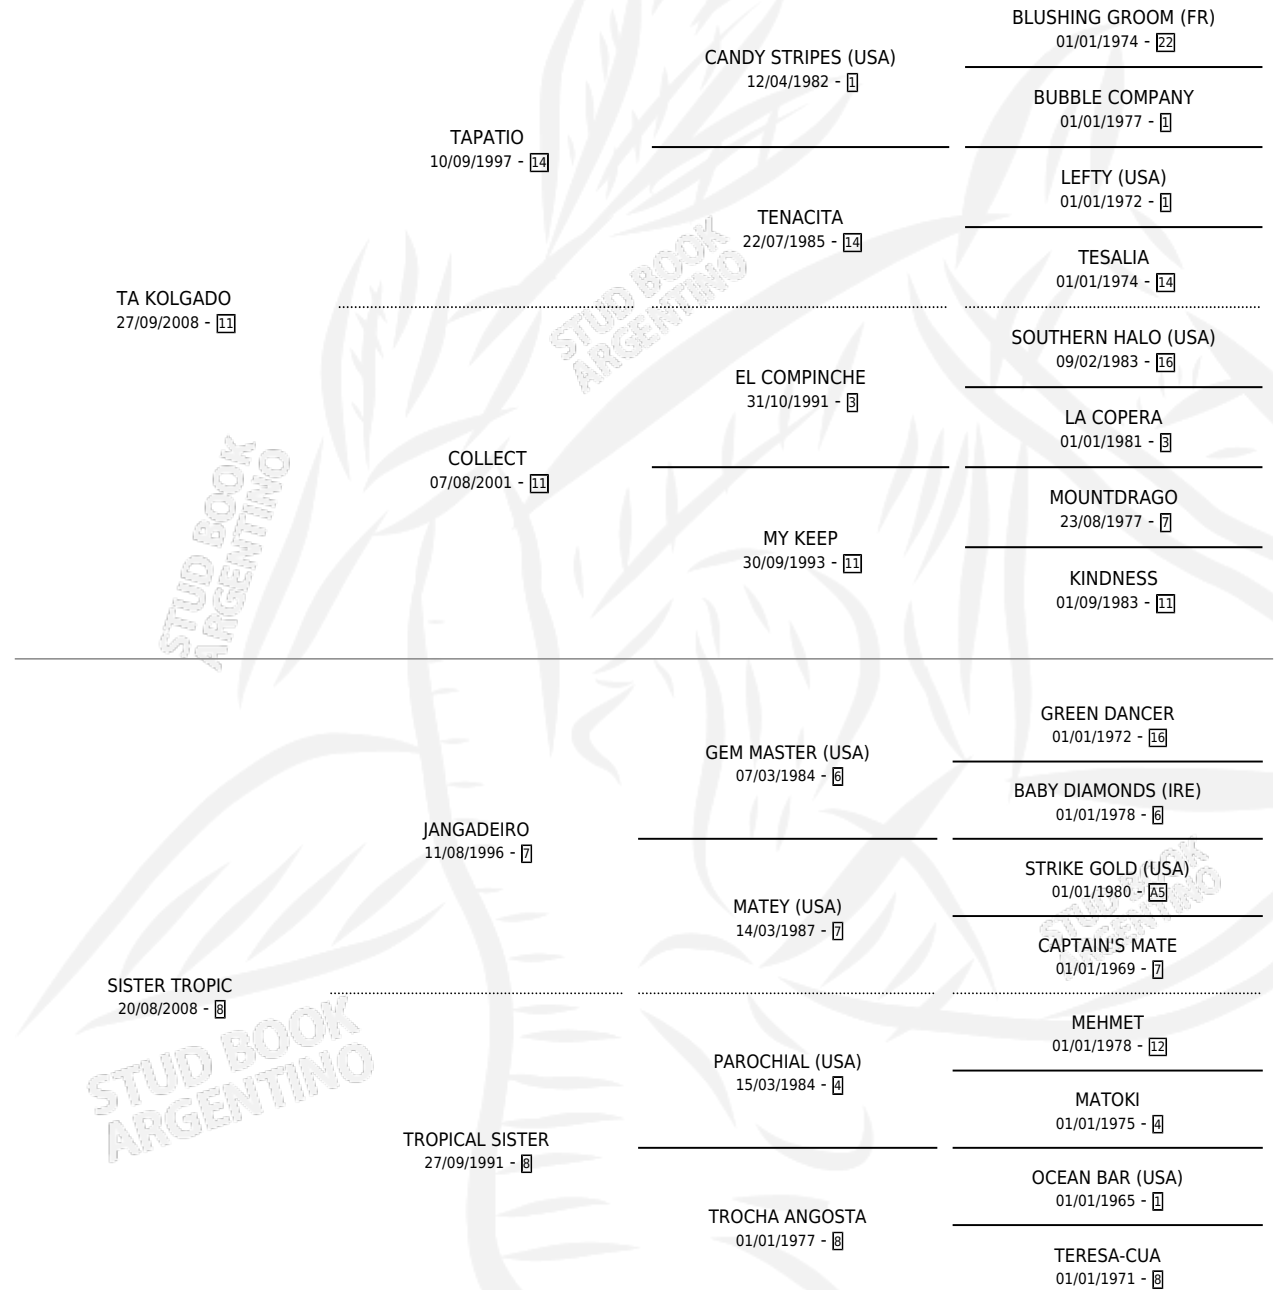 BLUSHING GROOM (FR)
01/01/1974 - 22
CANDY STRIPES (USA)
12/04/1982 - 1
BUBBLE COMPANY
01/01/1977 - 1
TAPATIO
10/09/1997 - 14
LEFTY (USA)
01/01/1972 - 1
TENACITA
22/07/1985 - 14
TESALIA
01/01/1974 - 14
TA KOLGADO
27/09/2008 - 11
STUD BOOK
ARGENTINO
SOUTHERN HALO (USA)
09/02/1983 - 16
EL COMPINCHE
31/10/1991 - 3
LA COPERA
01/01/1981 - 3
COLLECT
07/08/2001 - 11
MOUNTDRAGO
23/08/1977 - 7
MY KEEP
30/09/1993 - 11
KINDNESS
01/09/1983 - 11
STUD BOOK
ARGENTINO
GREEN DANCER
01/01/1972 - 16
GEM MASTER (USA)
07/03/1984 - 6
BABY DIAMONDS (IRE)
01/01/1978 - 6
JANGADEIRO
11/08/1996 - 7
STRIKE GOLD (USA)
01/01/1980 - A5
MATEY (USA)
14/03/1987 - 7
CAPTAIN'S MATE
01/01/1969 - 7
STUD BOOK
ARGENTINO
SISTER TROPIC
20/08/2008 - 8
MEHMET
01/01/1978 - 12
PAROCHIAL (USA)
15/03/1984 - 4
MATOKI
01/01/1975 - 4
STUD BOOK
ARGENTINO
TROPICAL SISTER
27/09/1991 - 8
OCEAN BAR (USA)
01/01/1965 - 1
TROCHA ANGOSTA
01/01/1977 - 8
TERESA-CUA
01/01/1971 - 8